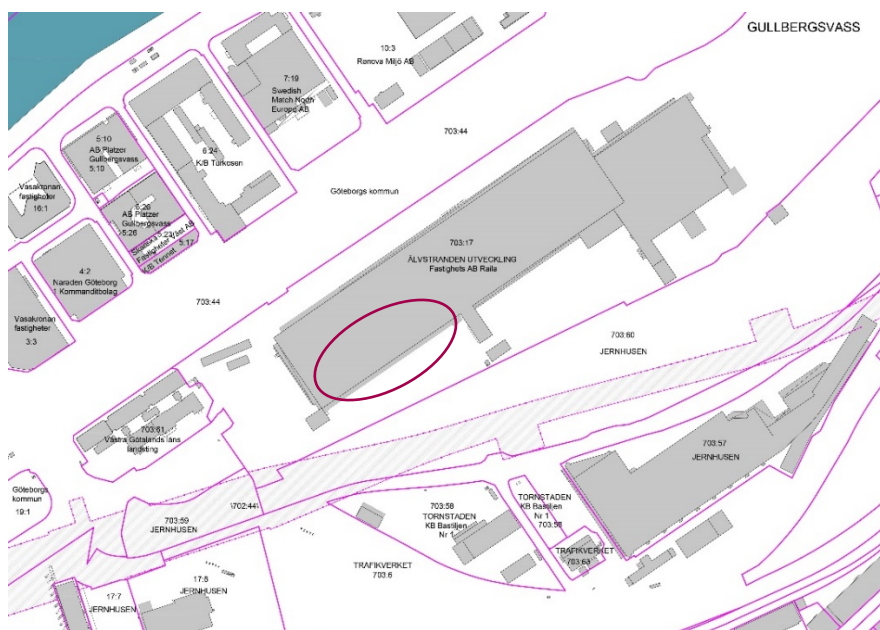 GULLBERGSVASS
10:3
Renova Miljö AB
7:19
Swedish
Match North
Europe AB
703:44
5:10
AB Platzer
Gullbergsvass
5:10
6:24
K/B Turkosen
Göteborgs kommun
Vasakronan
fastigheter
16:1
5:26
AB Platzer
Gullbergsvass
5:26
5:23
K/B Tennet 5:17
4:2
Naraden Göteborg
1 Kommanditbolag
703:17
ÄLVSTRANDEN UTVECKLING
Fastighets AB Raila
703:44
Vasakronan
fastigheter
3:3
703:60
JERNHUSEN
703:61
Västra Götalands läns
landsting
703:57
JERNHUSEN
Göteborgs
kommun
19:1
702:44
703:59
JERNHUSEN
703:58
TORNSTADEN
KB Bastiljen
Nr 1
TORNSTADEN
KB Bastiljen
Nr 1
703:58
TRAFIKVERKET
703:63
TRAFIKVERKET
703:6
17:8
JERNHUSEN
17:7
JERNHUSEN